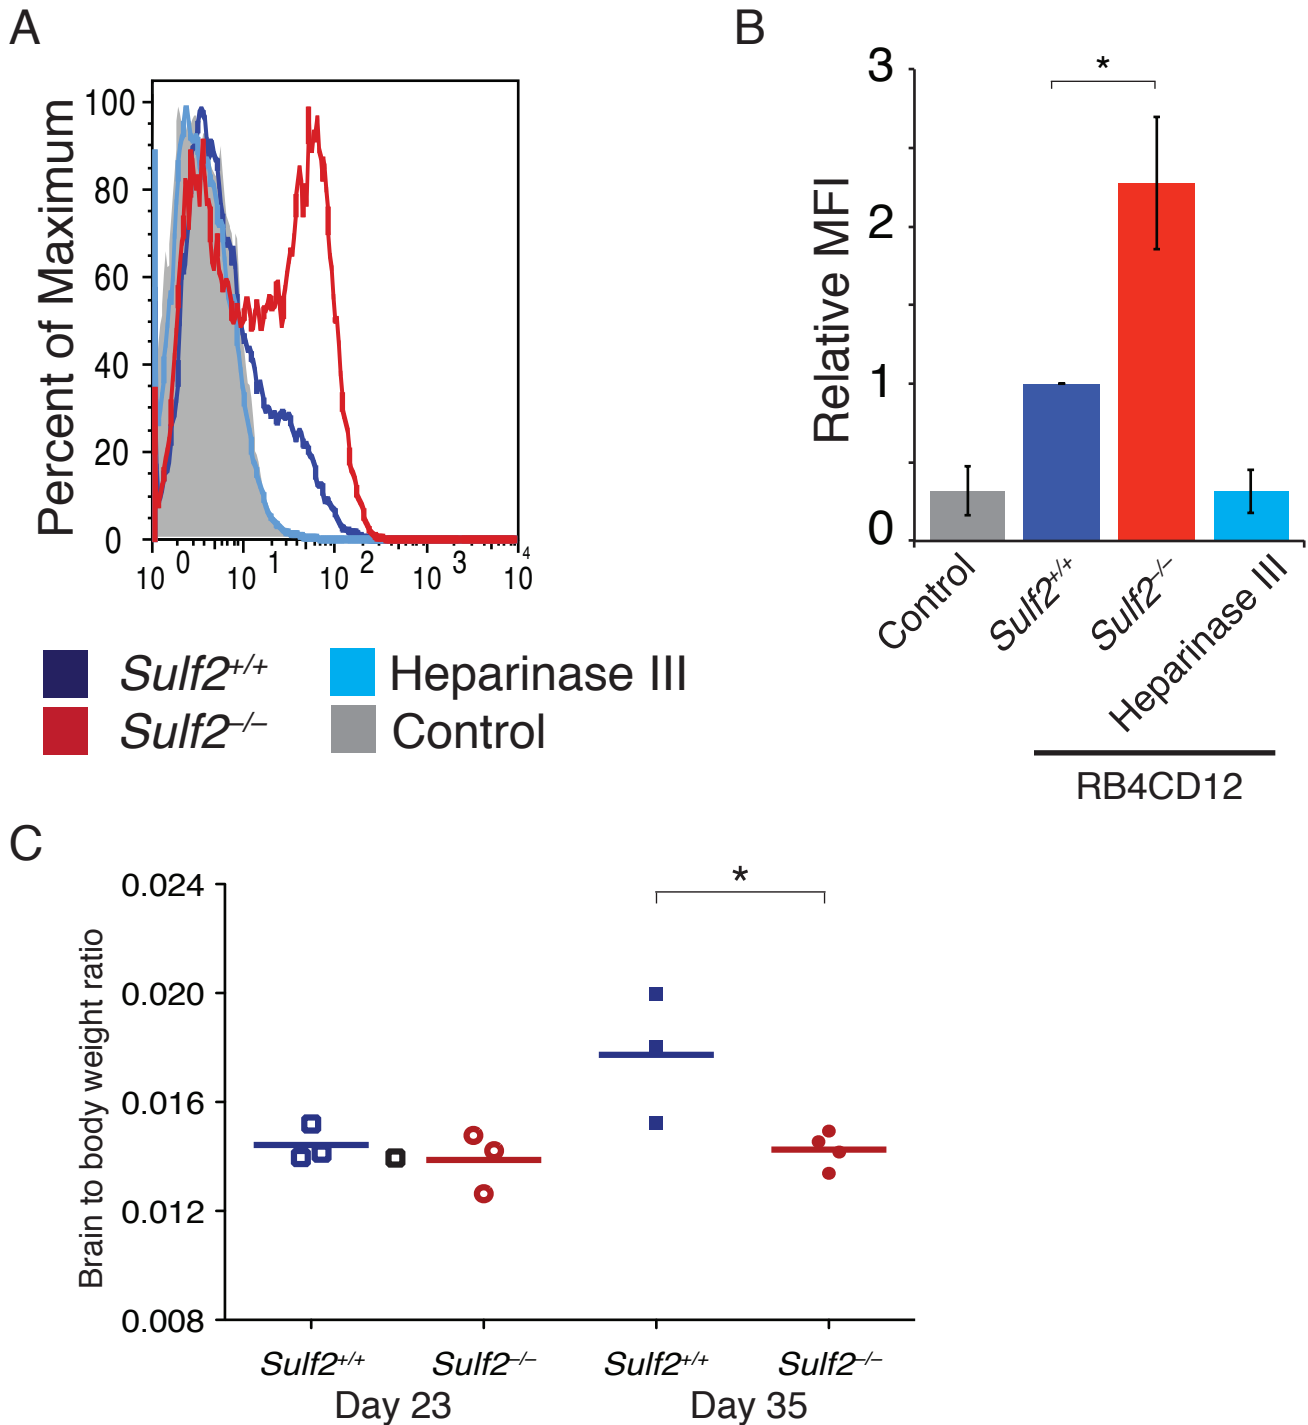 A
Percent of Maximum
100
80
60
40
20
0
10^0 10^1 10^2 10^3 10^4
Sulf2+/+
Heparinase III
Sulf2–/–
Control
B
*
Relative MFI
3
2
1
0
Control
Sulf2+/+
Sulf2–/–
Heparinase III
RB4CD12
C
*
Brain to body weight ratio
0.024
0.020
0.016
0.012
0.008
Sulf2+/+ Sulf2–/– Sulf2+/+ Sulf2–/–
Day 23 Day 35